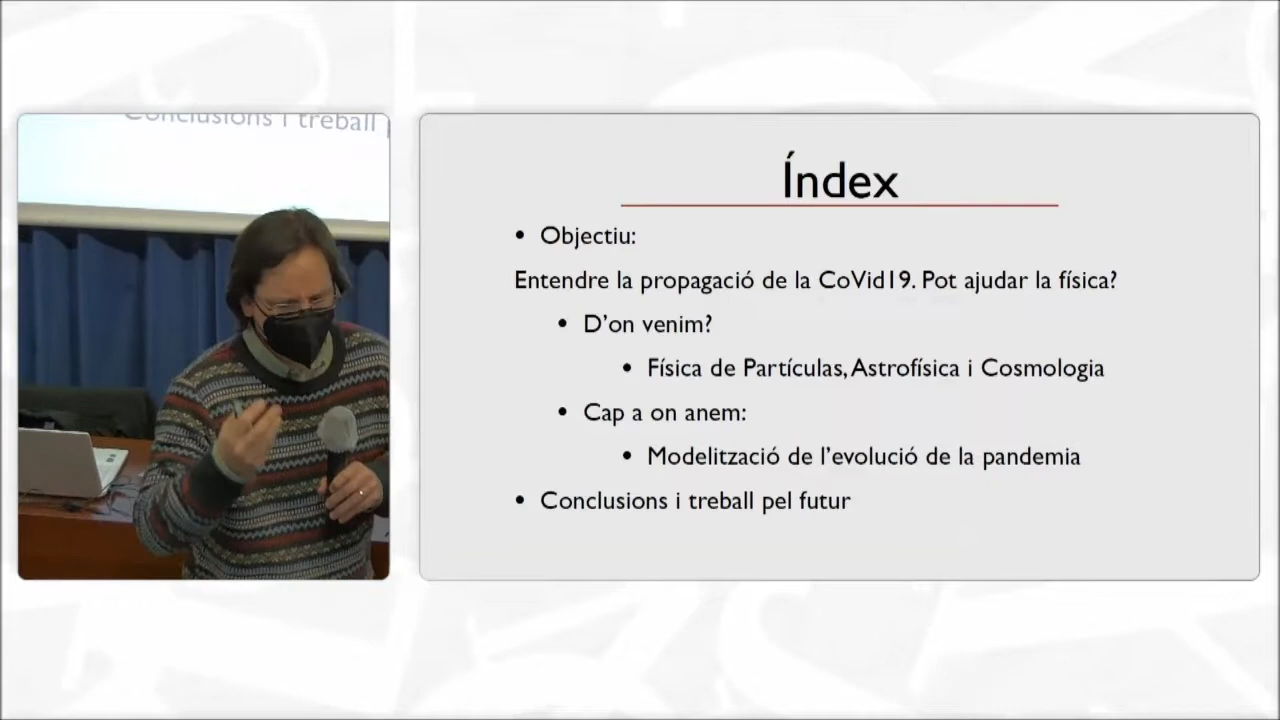 Conclusions i treball
Índex
• Objectiu:
Entendre la propagació de la CoVid19. Pot ajudar la física?
• D'on venim?
• Física de Partículas, Astrofísica i Cosmologia
• Cap a on anem:
• Modelització de l'evolució de la pandemia
• Conclusions i treball pel futur